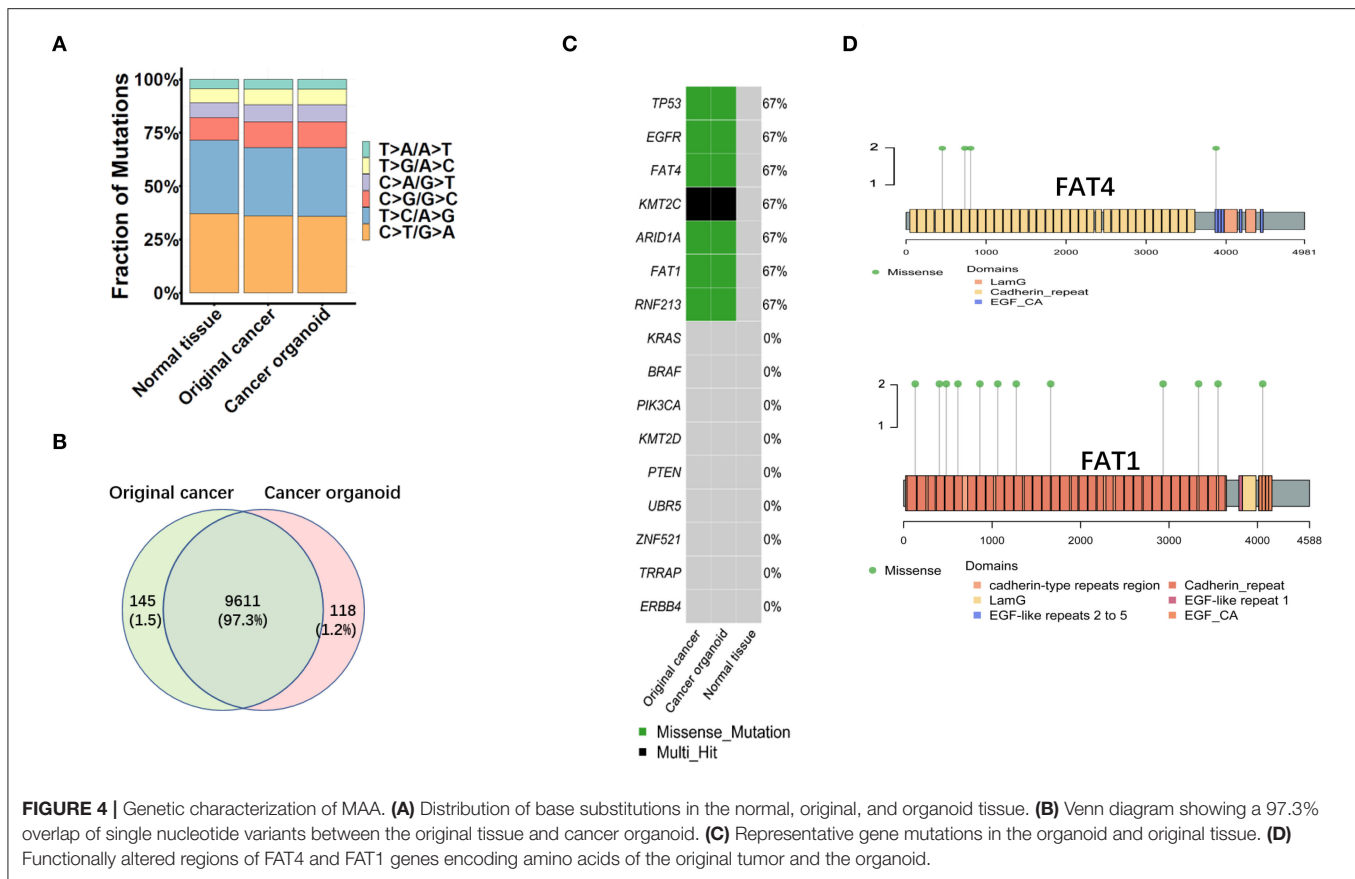 A
Fraction of Mutations
100%
75%
50%
25%
0%
Normal tissue
Original cancer
Cancer organoid
T>A/A>T
T>G/A>C
C>A/G>T
C>G/G>C
T>C/A>G
C>T/G>A
B
Original cancer
Cancer organoid
145
(1.5)
9611
(97.3%)
118
(1.2%)
C
TP53 67%
EGFR 67%
FAT4 67%
KMT2C 67%
ARID1A 67%
FAT1 67%
RNF213 67%
KRAS 0%
BRAF 0%
PIK3CA 0%
KMT2D 0%
PTEN 0%
UBR5 0%
ZNF521 0%
TRRAP 0%
ERBB4 0%
Original cancer
Cancer organoid
Normal tissue
Missense_Mutation
Multi_Hit
D
2
1
FAT4
0 1000 2000 3000 4000 4981
Missense
Domains
LamG
Cadherin_repeat
EGF_CA
2
1
FAT1
0 1000 2000 3000 4000 4588
Missense
Domains
cadherin-type repeats region
LamG
EGF-like repeats 2 to 5
Cadherin_repeat
EGF-like repeat 1
EGF_CA
FIGURE 4 | Genetic characterization of MAA. (A) Distribution of base substitutions in the normal, original, and organoid tissue. (B) Venn diagram showing a 97.3%
overlap of single nucleotide variants between the original tissue and cancer organoid. (C) Representative gene mutations in the organoid and original tissue. (D)
Functionally altered regions of FAT4 and FAT1 genes encoding amino acids of the original tumor and the organoid.